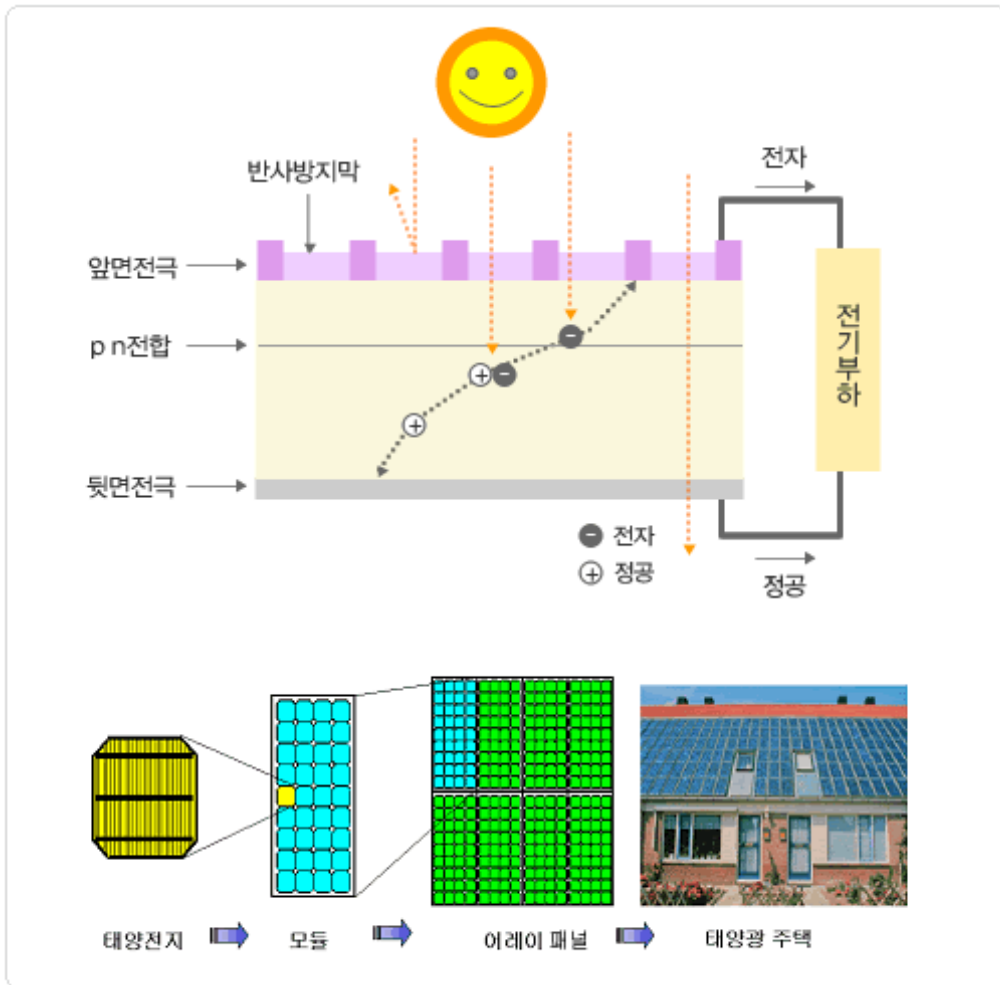 전자
반사방지막
앞면전극
p n전합
전기부하
뒷면전극
전자
정공
정공
태양전지
모듈
어레이 패널
태양광 주택